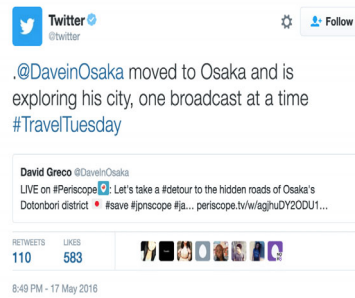 Twitter
@twitter
Follow
.@DaveinOsaka moved to Osaka and is
exploring his city, one broadcast at a time
#TravelTuesday
David Greco @DaveInOsaka
LIVE on #Periscope: Let's take a #detour to the hidden roads of Osaka's
Dotonbori district #save #jpnscope #ja... periscope.tv/w/agjhuDY2ODU1...
RETWEETS LIKES
110 583
8:49 PM - 17 May 2016